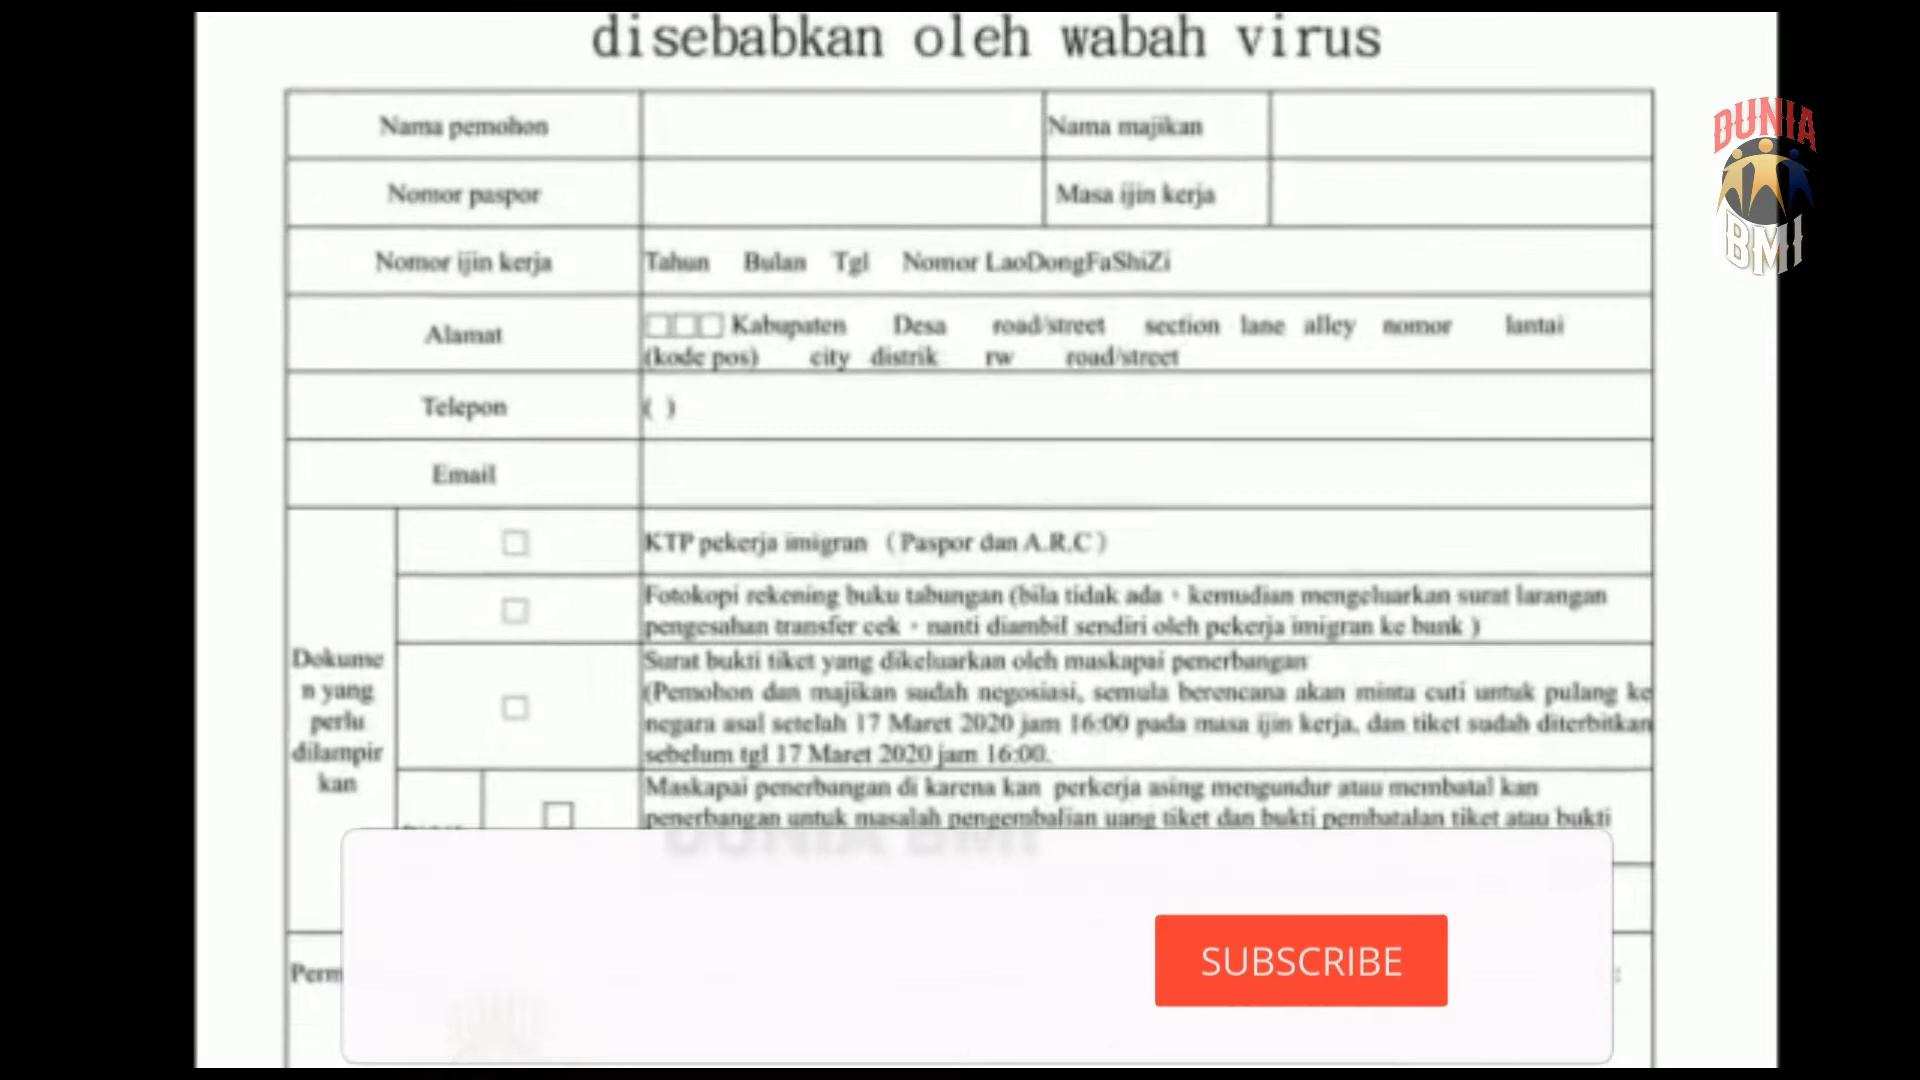 disebabkan oleh wabah virus
Nama pemohon
Nama majikan
Nomor paspor
Masa ijin kerja
Nomor ijin kerja
Tahun Bulan Tgl Nomor LaoDongFaShiZi
Alamat
□□□ Kabupaten Desa road/street section lane alley nomor lantai
(kode pos) city distrik rw road/street
Telepon
( )
Email
Dokume
n yang
perlu
dilampir
kan
□ KTP pekerja imigran （Paspor dan A.R.C）
□ Fotokopi rekening buku tabungan (bila tidak ada，kemudian mengeluarkan surat larangan
pengesahan transfer cek，nanti diambil sendiri oleh pekerja imigran ke bank )
Surat bukti tiket yang dikeluarkan oleh maskapai penerbangan
□ (Pemohon dan majikan sudah negosiasi, semula berencana akan minta cuti untuk pulang ke
negara asal setelah 17 Maret 2020 jam 16:00 pada masa ijin kerja, dan tiket sudah diterbitkan
sebelum tgl 17 Maret 2020 jam 16:00.
□ Maskapai penerbangan di karena kan perkerja asing mengundur atau membatal kan
penerbangan untuk masalah pengembalian uang tiket dan bukti pembatalan tiket atau bukti
Perm
DUNIA BMI
SUBSCRIBE
DUNIA
BMI